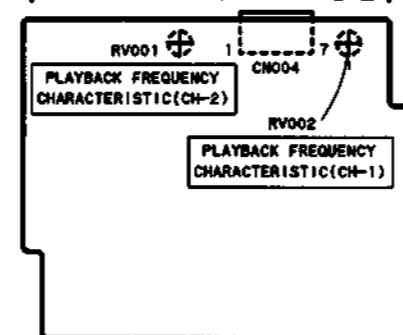 RV001
1
7
CN004
PLAYBACK FREQUENCY
CHARACTERISTIC(CH-2)
RV002
PLAYBACK FREQUENCY
CHARACTERISTIC(CH-1)